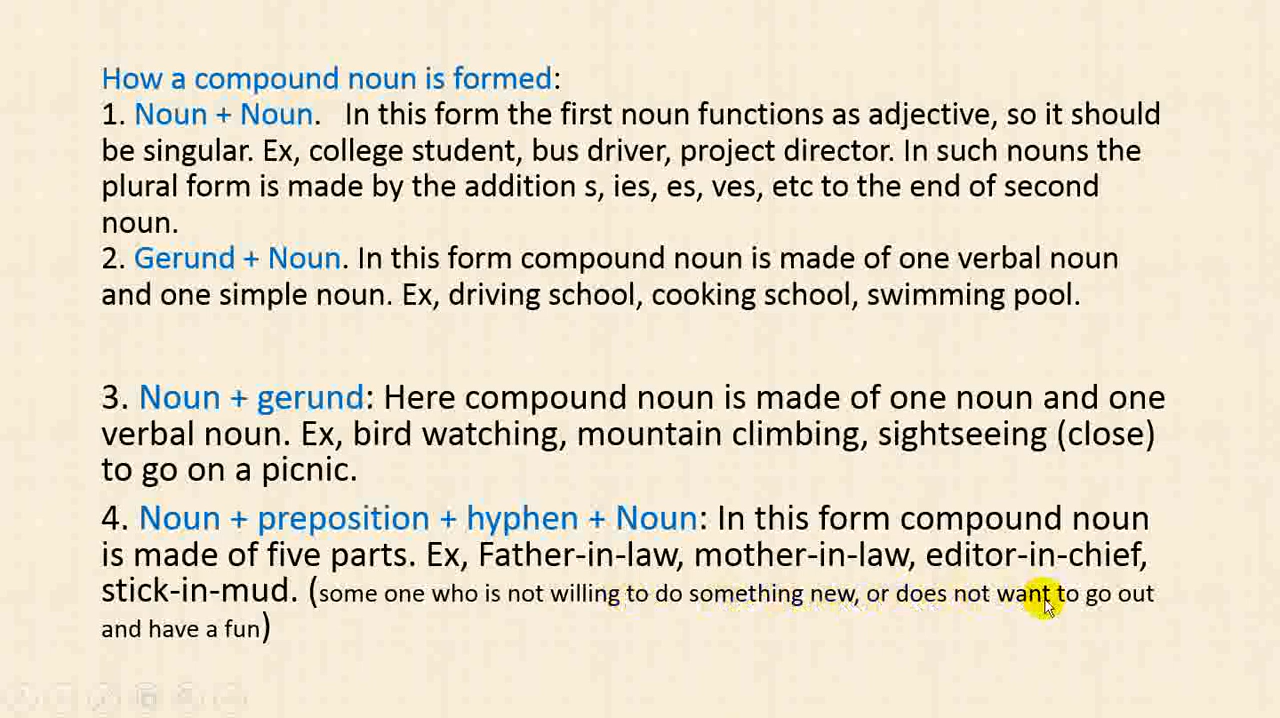 How a compound noun is formed:
1. Noun + Noun.   In this form the first noun functions as adjective, so it should
be singular. Ex, college student, bus driver, project director. In such nouns the
plural form is made by the addition s, ies, es, ves, etc to the end of second
noun.
2. Gerund + Noun. In this form compound noun is made of one verbal noun
and one simple noun. Ex, driving school, cooking school, swimming pool.
3. Noun + gerund: Here compound noun is made of one noun and one
verbal noun. Ex, bird watching, mountain climbing, sightseeing (close)
to go on a picnic.
4. Noun + preposition + hyphen + Noun: In this form compound noun
is made of five parts. Ex, Father-in-law, mother-in-law, editor-in-chief,
stick-in-mud. (some one who is not willing to do something new, or does not want to go out
and have a fun)